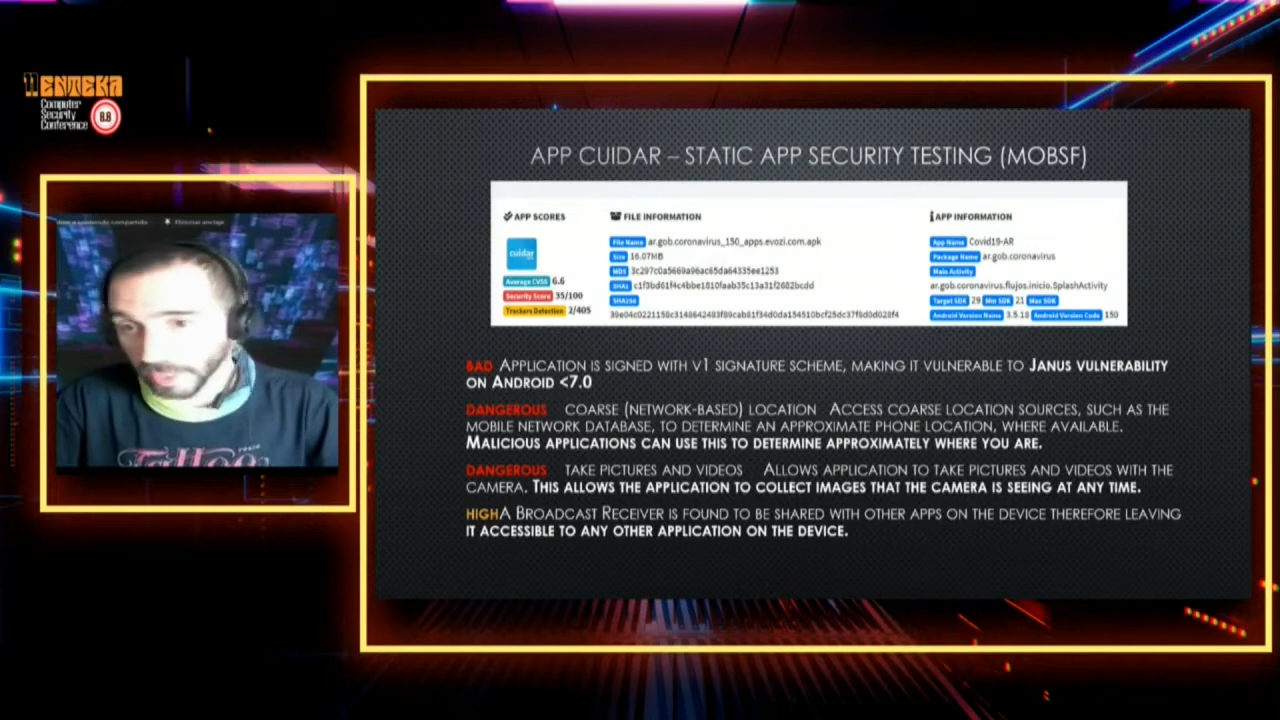 11ENTEKA
Computer
Security
Conference
8.8
APP CUIDAR – STATIC APP SECURITY TESTING (MOBSF)
APP SCORES
cuidar
Average CVSS 6.6
Security Score 35/100
Trackers Detection 2/405
FILE INFORMATION
File Name ar.gob.coronavirus_150_apps.evozi.com.apk
Size 16.07MB
MD5 3c297c0a5669a96ac65da64335ee1253
SHA1 c1f3bd61f4c4bbe1810faab35c13a31f2682bcdd
SHA256
APP INFORMATION
App Name Covid19-AR
Package Name ar.gob.coronavirus
Main Activity
ar.gob.coronavirus.flujos.inicio.SplashActivity
Target SDK 29 Min SDK 21 Max SDK
Android Version Name 3.5.18 Android Version Code 150
BAD APPLICATION IS SIGNED WITH V1 SIGNATURE SCHEME, MAKING IT VULNERABLE TO JANUS VULNERABILITY
ON ANDROID <7.0
DANGEROUS COARSE (NETWORK-BASED) LOCATION ACCESS COARSE LOCATION SOURCES, SUCH AS THE
MOBILE NETWORK DATABASE, TO DETERMINE AN APPROXIMATE PHONE LOCATION, WHERE AVAILABLE.
MALICIOUS APPLICATIONS CAN USE THIS TO DETERMINE APPROXIMATELY WHERE YOU ARE.
DANGEROUS TAKE PICTURES AND VIDEOS ALLOWS APPLICATION TO TAKE PICTURES AND VIDEOS WITH THE
CAMERA. THIS ALLOWS THE APPLICATION TO COLLECT IMAGES THAT THE CAMERA IS SEEING AT ANY TIME.
HIGHA BROADCAST RECEIVER IS FOUND TO BE SHARED WITH OTHER APPS ON THE DEVICE THEREFORE LEAVING
IT ACCESSIBLE TO ANY OTHER APPLICATION ON THE DEVICE.